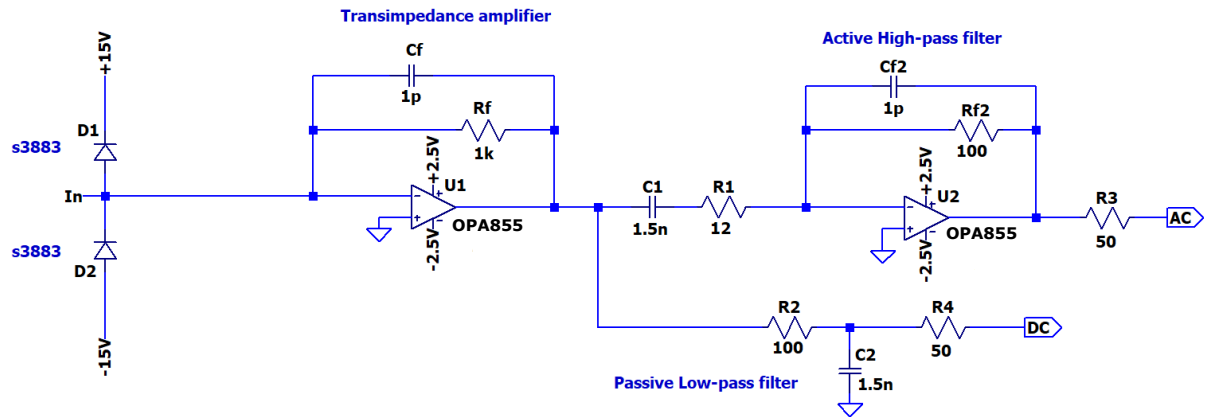 Transimpedance amplifier
Active High-pass filter
+15V
Cf
1p
Cf2
1p
Rf
1k
Rf2
100
D1
s3883
+2.5V
U1
+2.5V
U2
In
C1
1.5n
R1
12
R3
50
AC
OPA855
-2.5V
OPA855
-2.5V
s3883
D2
R2
100
R4
50
DC
C2
1.5n
-15V
Passive Low-pass filter